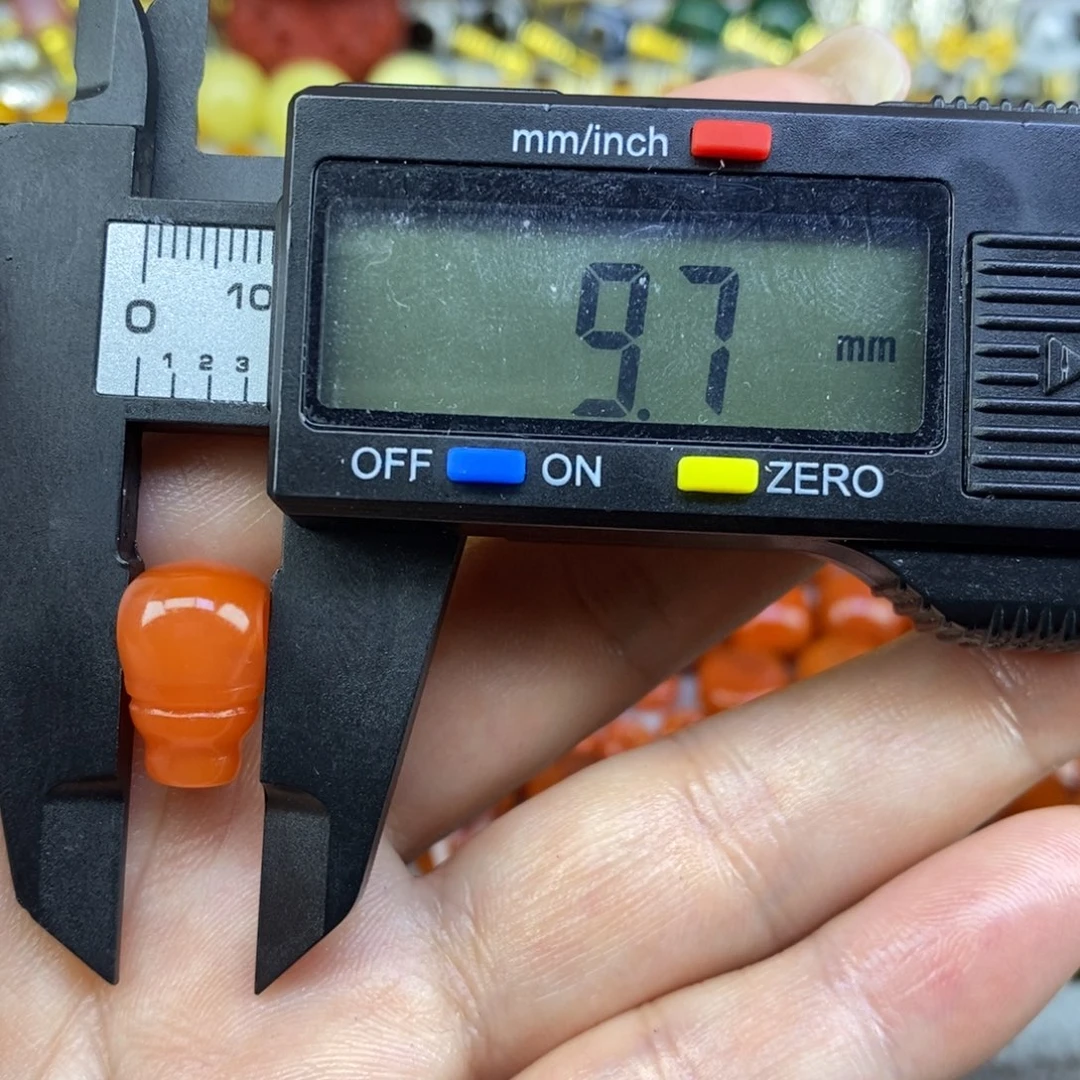 mm/inch
0 10
1 2 3
9.7 mm
OFF ON ZERO